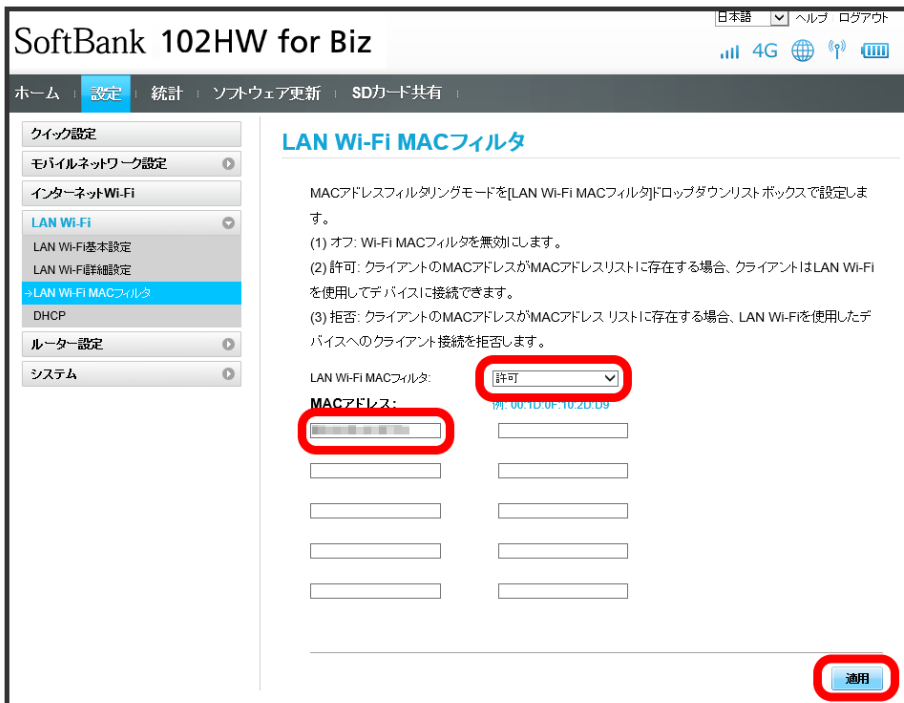 日本語 ヘルプ ログアウト
SoftBank 102HW for Biz
4G
ホーム 設定 統計 ソフトウェア更新 SDカード共有
クイック設定
モバイルネットワーク設定
インターネットWi-Fi
LAN Wi-Fi
LAN Wi-Fi基本設定
LAN Wi-Fi詳細設定
→LAN Wi-Fi MACフィルタ
DHCP
ルーター設定
システム
LAN Wi-Fi MACフィルタ
MACアドレスフィルタリングモードを[LAN Wi-Fi MACフィルタ]ドロップダウンリストボックスで設定しま
す。
(1) オフ: Wi-Fi MACフィルタを無効にします。
(2) 許可: クライアントのMACアドレスがMACアドレスリストに存在する場合、クライアントはLAN Wi-Fi
を使用してデバイスに接続できます。
(3) 拒否: クライアントのMACアドレスがMACアドレス リストに存在する場合、LAN Wi-Fiを使用したデ
バイスへのクライアント接続を拒否します。
LAN Wi-Fi MACフィルタ: 許可
MACアドレス: 例: 00:1D:0F:10:2D:D9
適用